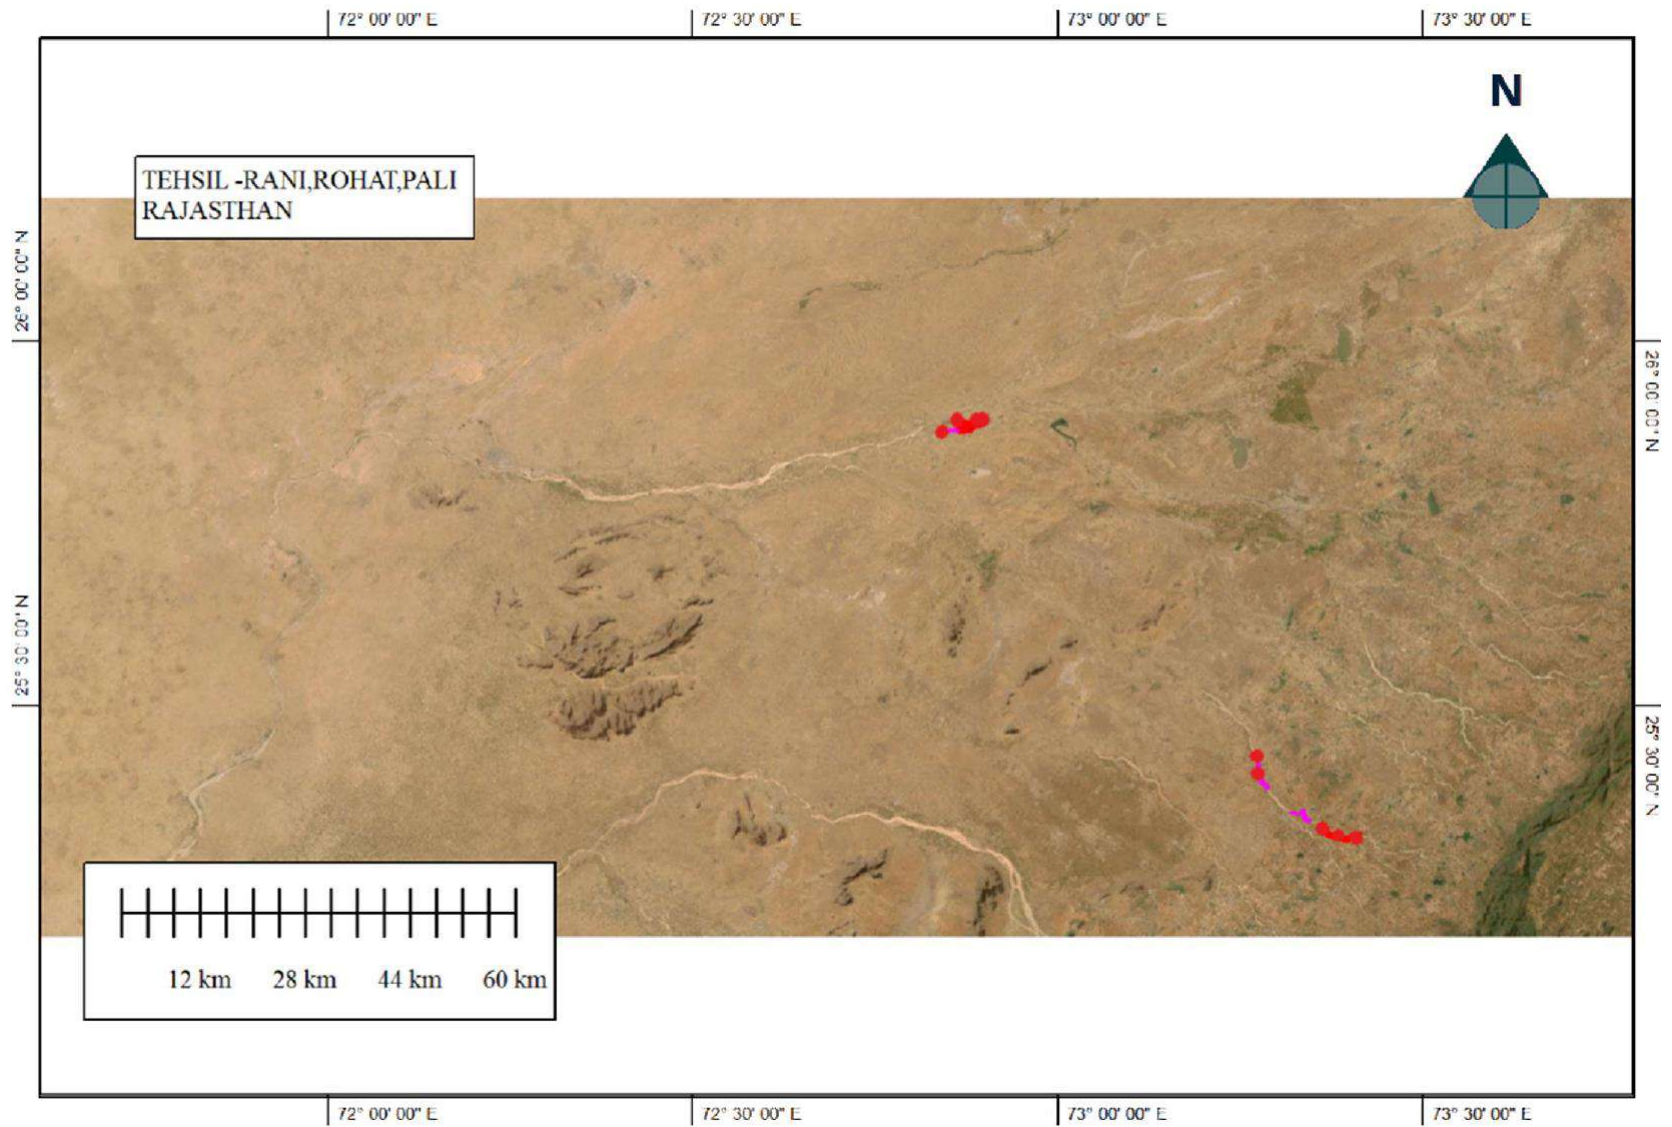 72° 00' 00" E
72° 30' 00" E
73° 00' 00" E
73° 30' 00" E
N
TEHSIL -RANI,ROHAT,PALI
RAJASTHAN
26° 00' 00" N
26° 00' 00" N
25° 30' 00" N
25° 30' 00" N
12 km 28 km 44 km 60 km
72° 00' 00" E
72° 30' 00" E
73° 00' 00" E
73° 30' 00" E